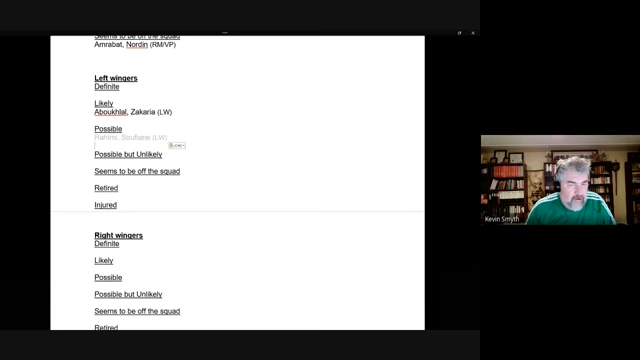 Seems to be off the squad
Amrabat, Nordin (RM/VP)
Left wingers
Definite
Likely
Aboukhlal, Zakaria (LW)
Possible
Rahimi, Soufiane (LW)
Possible but Unlikely
Seems to be off the squad
Retired
Injured
Right wingers
Definite
Likely
Possible
Possible but Unlikely
Seems to be off the squad
Retired
Kevin Smyth